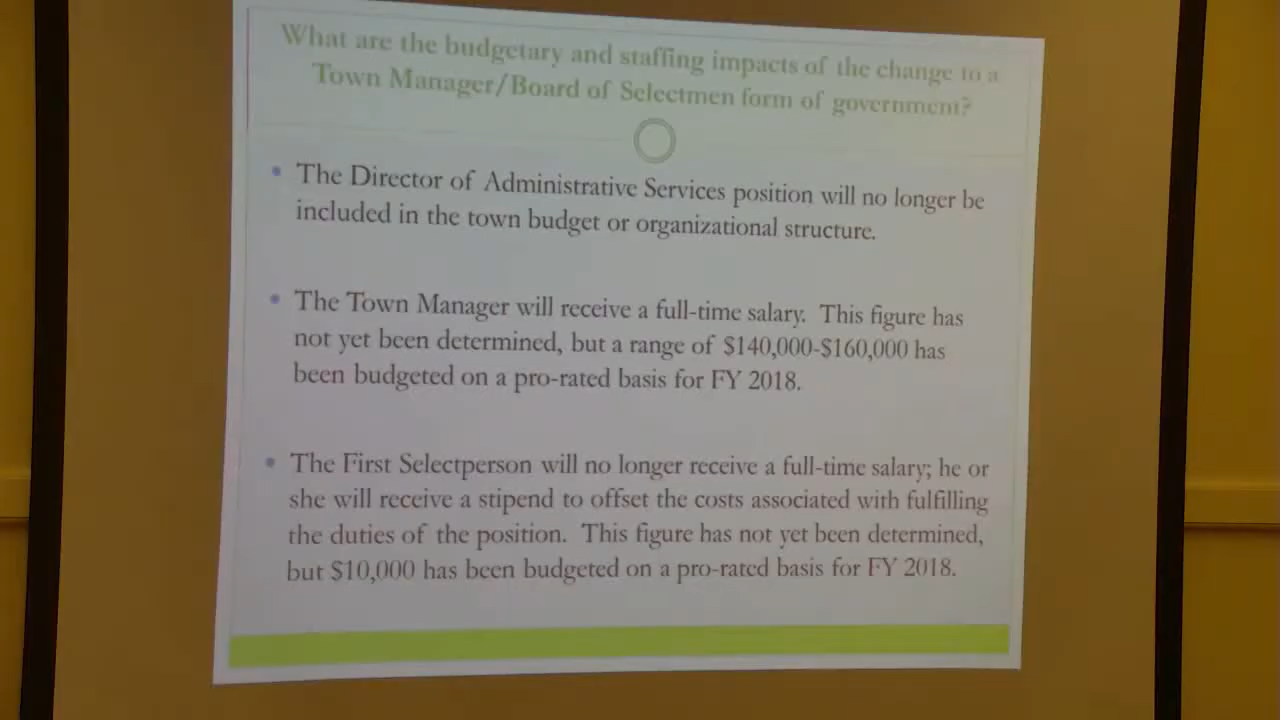 What are the budgetary and staffing impacts of the change to a
Town Manager/Board of Selectmen form of government?
• The Director of Administrative Services position will no longer be
included in the town budget or organizational structure.
• The Town Manager will receive a full-time salary. This figure has
not yet been determined, but a range of $140,000-$160,000 has
been budgeted on a pro-rated basis for FY 2018.
• The First Selectperson will no longer receive a full-time salary; he or
she will receive a stipend to offset the costs associated with fulfilling
the duties of the position. This figure has not yet been determined,
but $10,000 has been budgeted on a pro-rated basis for FY 2018.